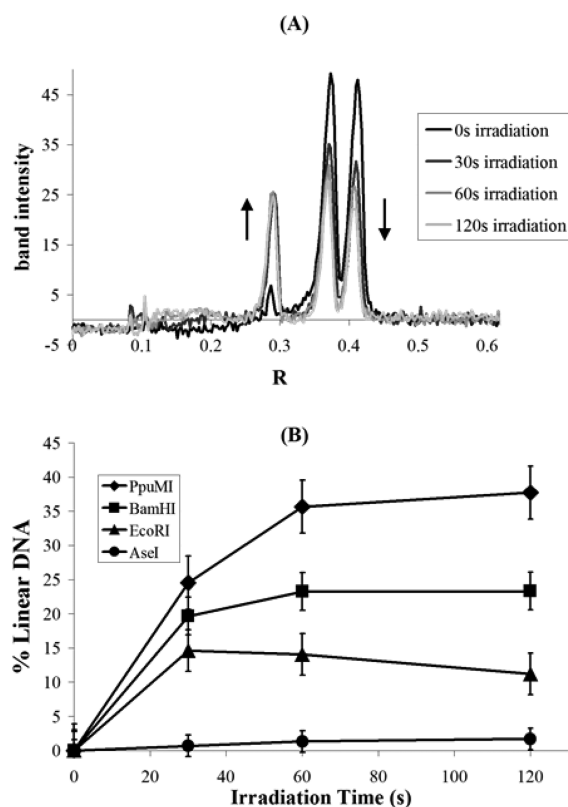 (A)
band intensity
45
35
25
15
5
-5
0
0.1
0.2
0.3
0.4
0.5
0.6
R
0s irradiation
30s irradiation
60s irradiation
120s irradiation
(B)
% Linear DNA
45
40
35
30
25
20
15
10
5
0
PpuMI
BamHI
EcoRI
AseI
0
20
40
60
80
100
120
Irradiation Time (s)